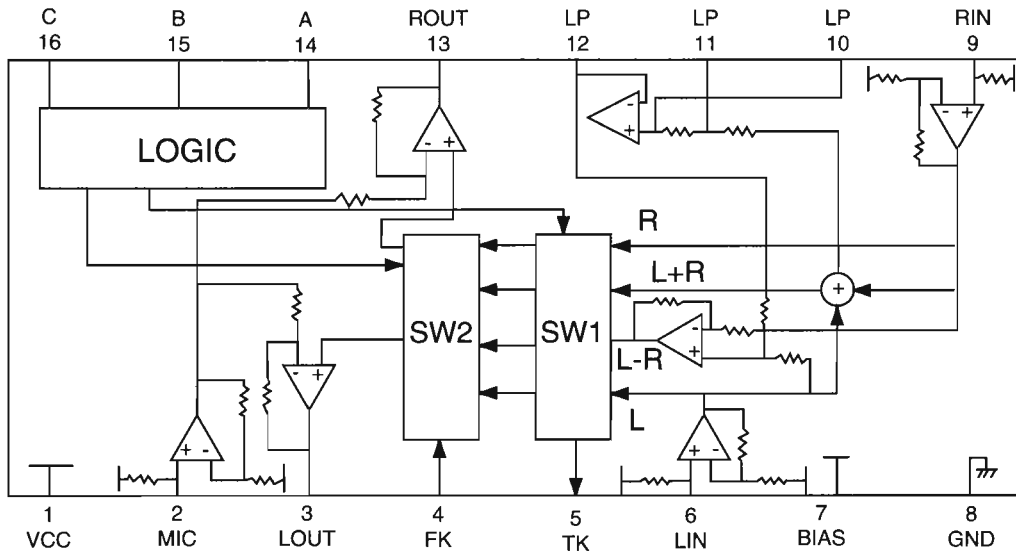 C B A ROUT LP LP LP RIN
16 15 14 13 12 11 10 9
- +
- +
-
+
LOGIC
R
L+R
+
SW2 SW1
-
+
L-R
- +
L
+ -
+ -
1 2 3 4 5 6 7 8
VCC MIC LOUT FK TK LIN BIAS GND